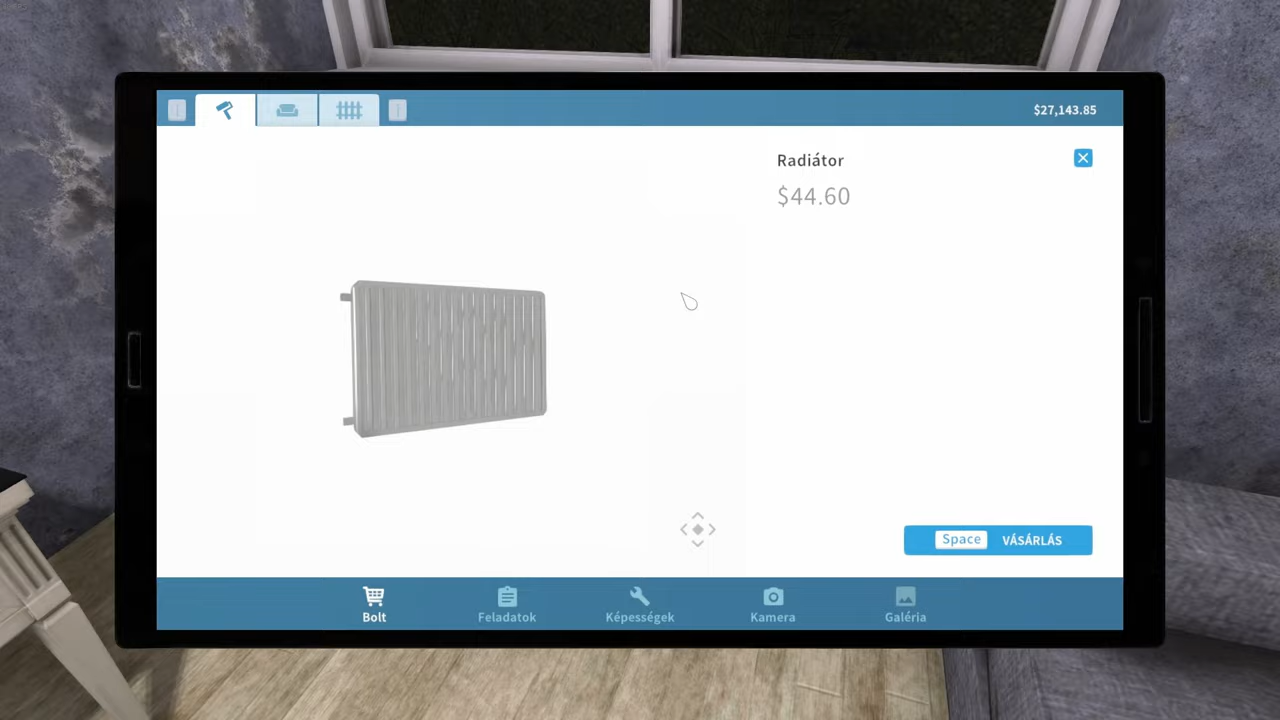 $27,143.85
Radiátor
$44.60
Space VÁSÁRLÁS
Bolt
Feladatok
Képességek
Kamera
Galéria